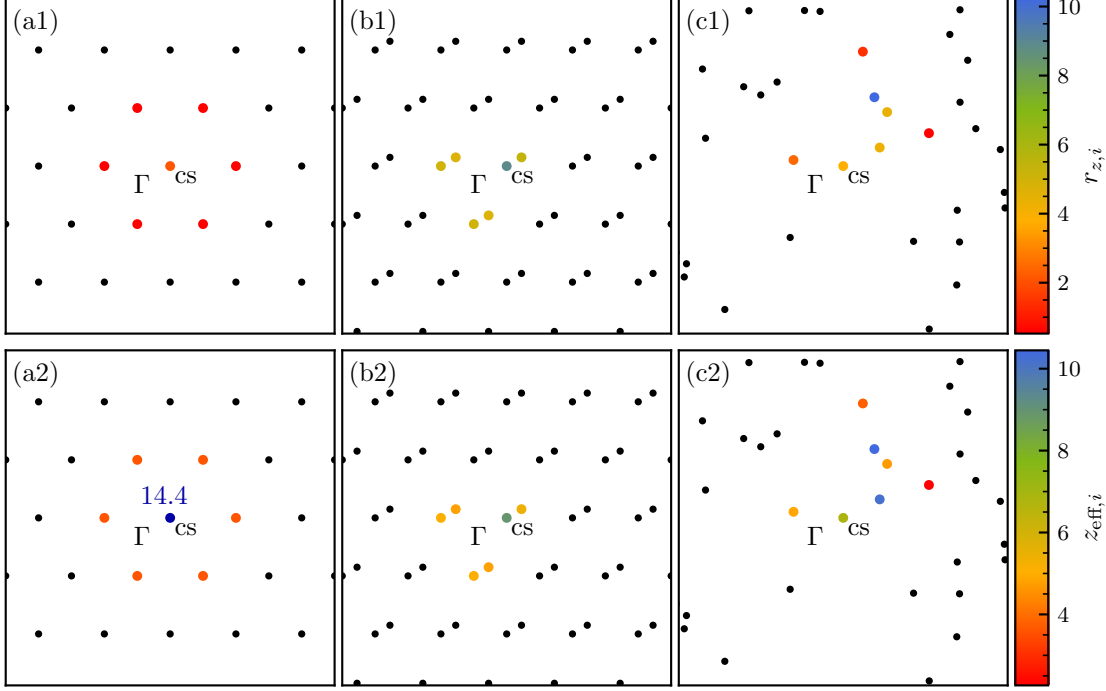 (a1) (b1) (c1)
10
8
6
4
2
r_{z,i}
Γ cs Γ cs Γ cs
(a2) (b2) (c2)
10
8
6
4
z_{eff,i}
14.4
Γ cs Γ cs Γ cs